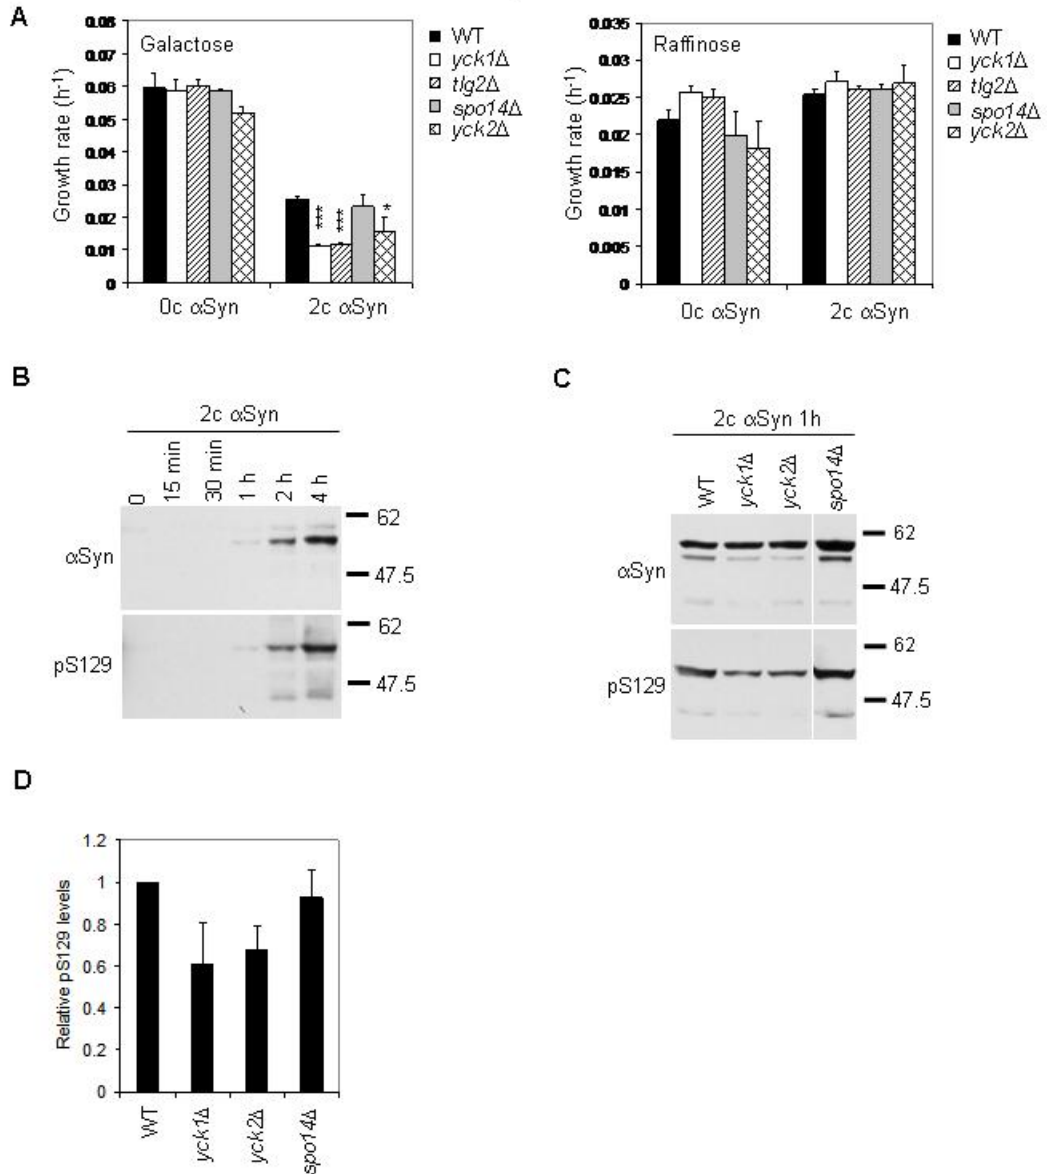 A
Galactose
Growth rate (h⁻¹)
0.08
0.07
0.06
0.05
0.04
0.03
0.02
0.01
0
***
***
*
0c αSyn
2c αSyn
WT
yck1Δ
tlg2Δ
spo14Δ
yck2Δ
Raffinose
Growth rate (h⁻¹)
0.035
0.03
0.025
0.02
0.015
0.01
0.005
0
0c αSyn
2c αSyn
WT
yck1Δ
tlg2Δ
spo14Δ
yck2Δ
B
2c αSyn
0
15 min
30 min
1 h
2 h
4 h
αSyn
62
47.5
pS129
62
47.5
C
2c αSyn 1h
WT
yck1Δ
yck2Δ
spo14Δ
αSyn
62
47.5
pS129
62
47.5
D
Relative pS129 levels
1.2
1
0.8
0.6
0.4
0.2
0
WT
yck1Δ
yck2Δ
spo14Δ